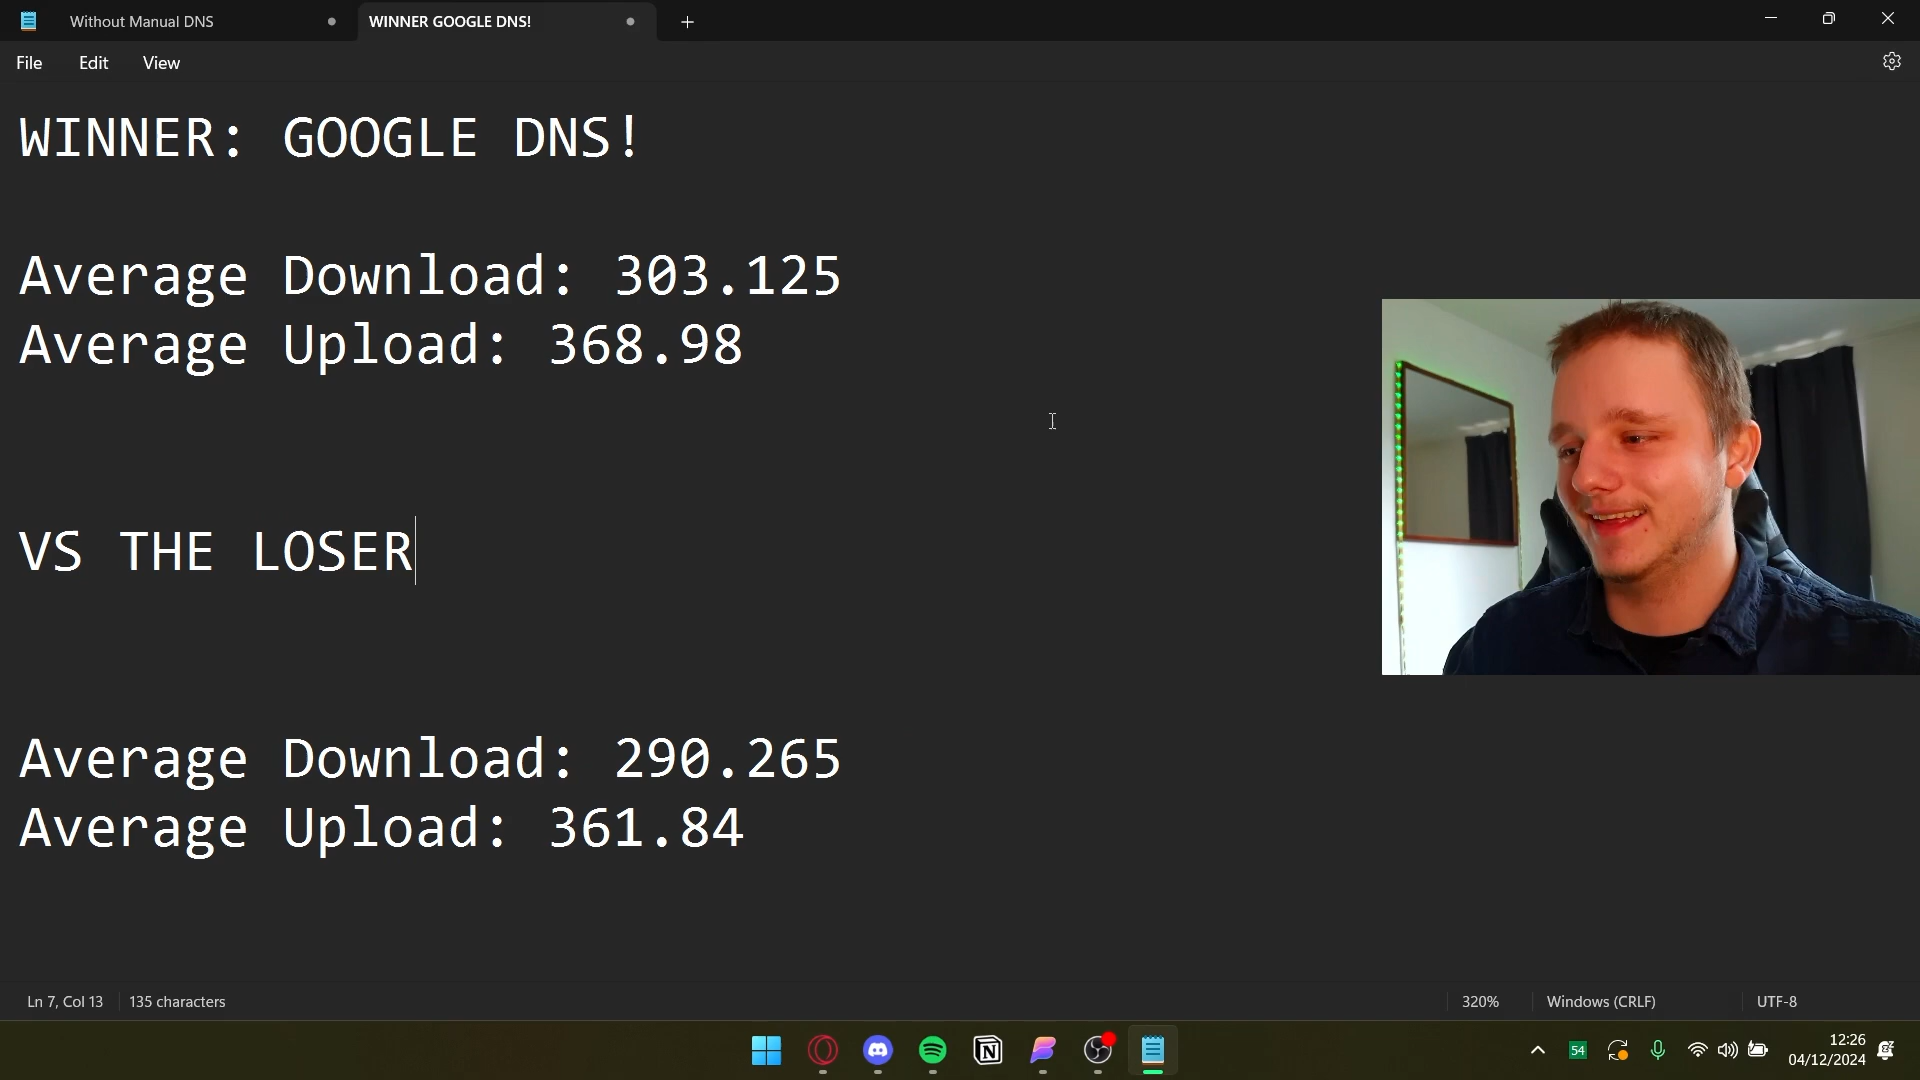 Without Manual DNS
WINNER GOOGLE DNS!
File Edit View
WINNER: GOOGLE DNS!
Average Download: 303.125
Average Upload: 368.98
VS THE LOSER
Average Download: 290.265
Average Upload: 361.84
Ln 7, Col 13 135 characters 320% Windows (CRLF) UTF-8
54
12:26
04/12/2024